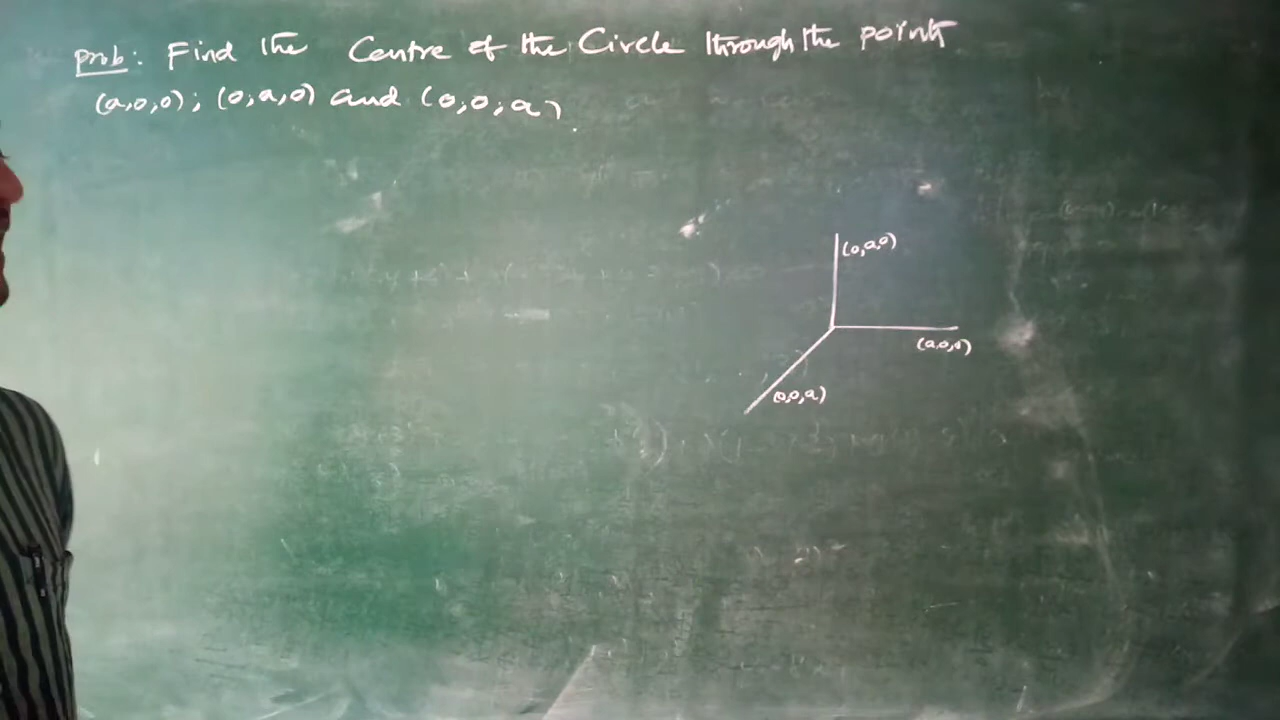 Prob: Find the Centre of the Circle through the points
(a,0,0); (0,a,0) and (0,0,a).
(0,a,0)
(a,0,0)
(0,0,a)